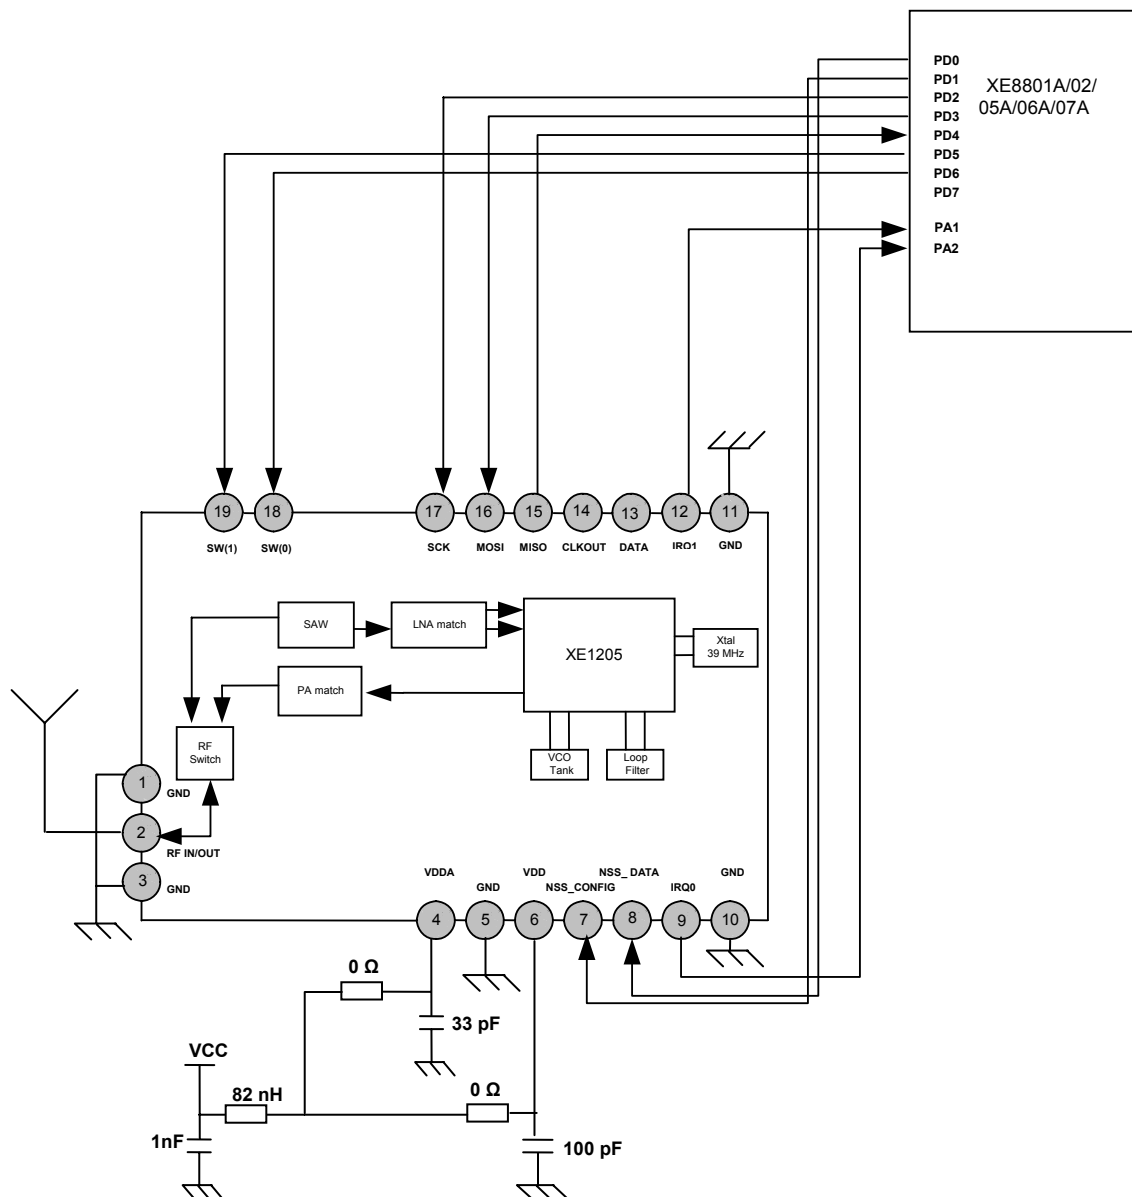 PD0
PD1
PD2
PD3
PD4
PD5
PD6
PD7
PA1
PA2
XE8801A/02/
05A/06A/07A
19
18
17
16
15
14
13
12
11
SW(1)
SW(0)
SCK
MOSI
MISO
CLKOUT
DATA
IRQ1
GND
SAW
LNA match
XE1205
Xtal
39 MHz
PA match
RF
Switch
VCO
Tank
Loop
Filter
1
GND
2
RF IN/OUT
3
GND
VDDA
GND
VDD
NSS_CONFIG
NSS_ DATA
IRQ0
GND
4
5
6
7
8
9
10
0 Ω
33 pF
VCC
82 nH
0 Ω
1nF
100 pF